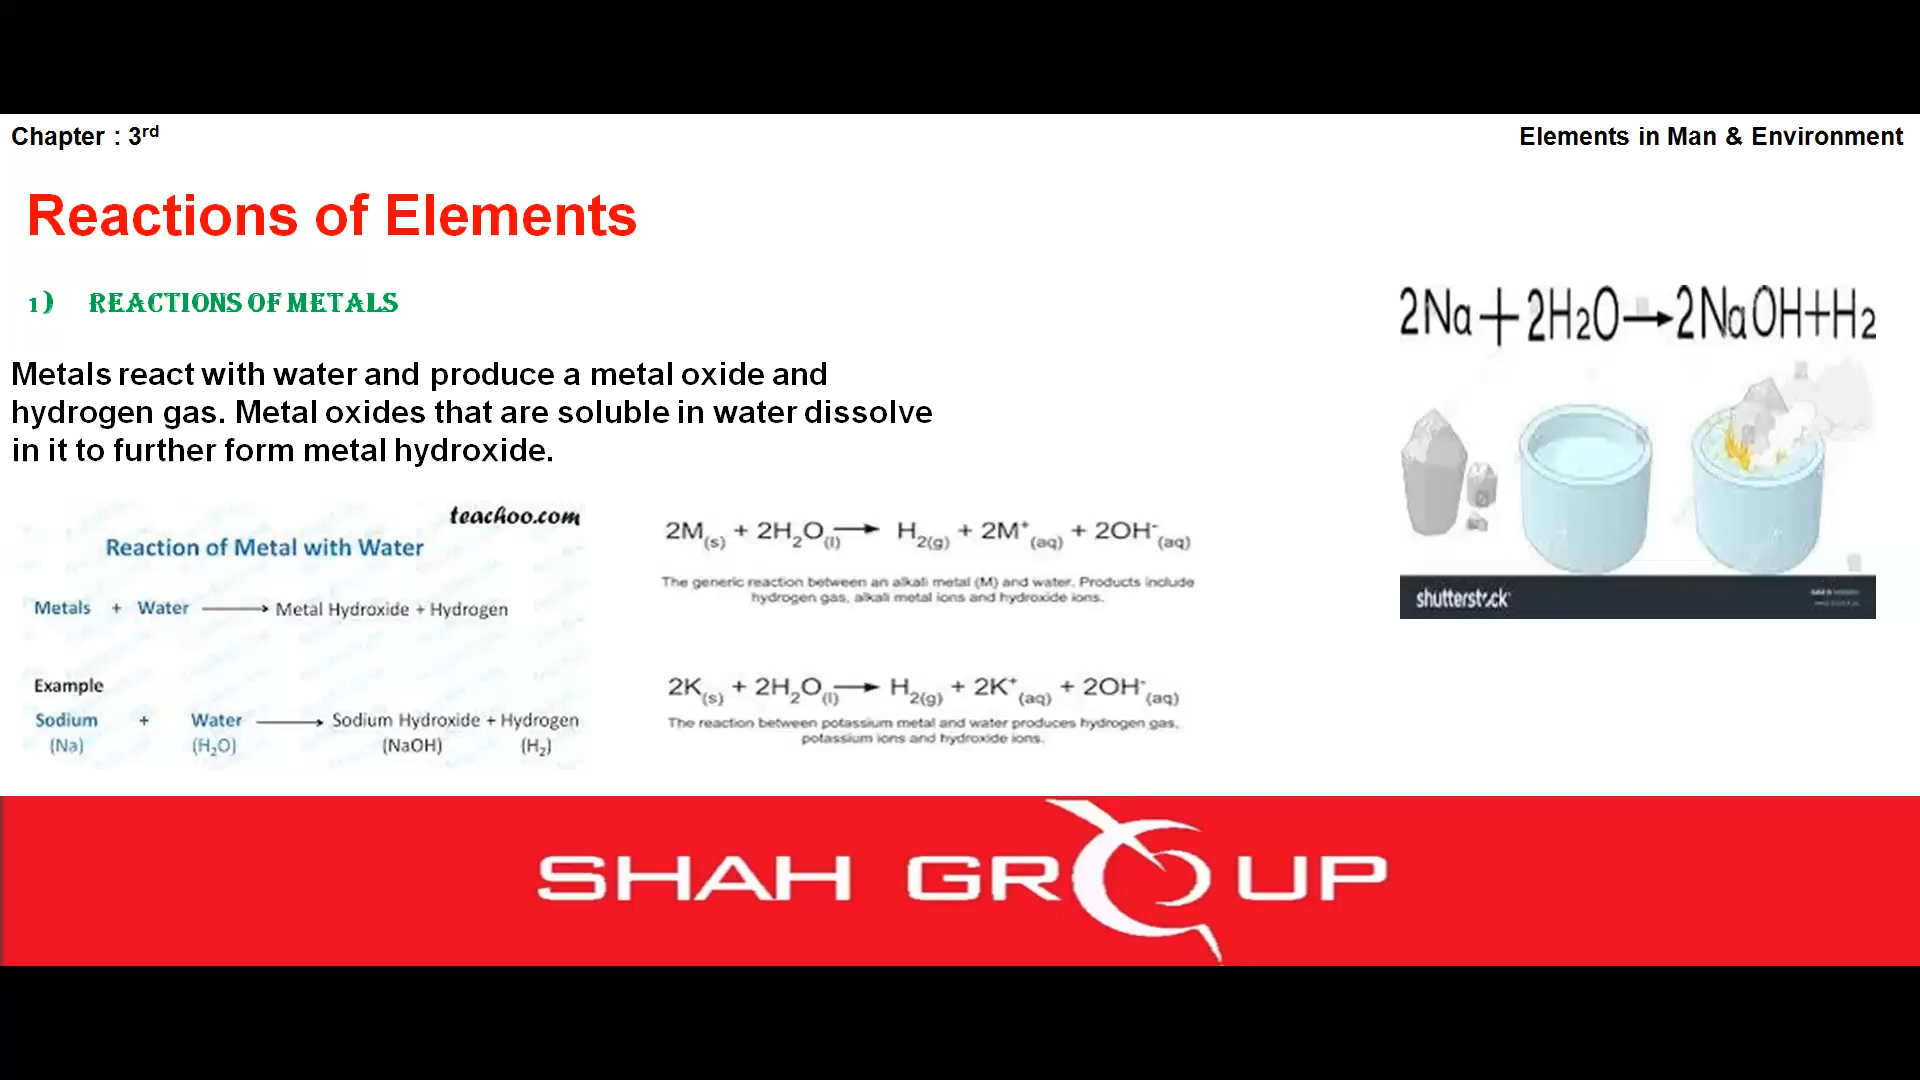 Chapter : 3rd
Elements in Man & Environment
Reactions of Elements
1) REACTIONS OF METALS
Metals react with water and produce a metal oxide and
hydrogen gas. Metal oxides that are soluble in water dissolve
in it to further form metal hydroxide.
teachoo.com
Reaction of Metal with Water
Metals + Water ⟶ Metal Hydroxide + Hydrogen
Example
Sodium + Water ⟶ Sodium Hydroxide + Hydrogen
(Na) (H₂O) (NaOH) (H₂)
2M(s) + 2H₂O(l) ⟶ H₂(g) + 2M⁺(aq) + 2OH⁻(aq)
The generic reaction between an alkali metal (M) and water. Products include
hydrogen gas, alkali metal ions and hydroxide ions.
2K(s) + 2H₂O(l) ⟶ H₂(g) + 2K⁺(aq) + 2OH⁻(aq)
The reaction between potassium metal and water produces hydrogen gas,
potassium ions and hydroxide ions.
2Na+2H₂O→2NaOH+H₂
shutterstock
SHAH GROUP